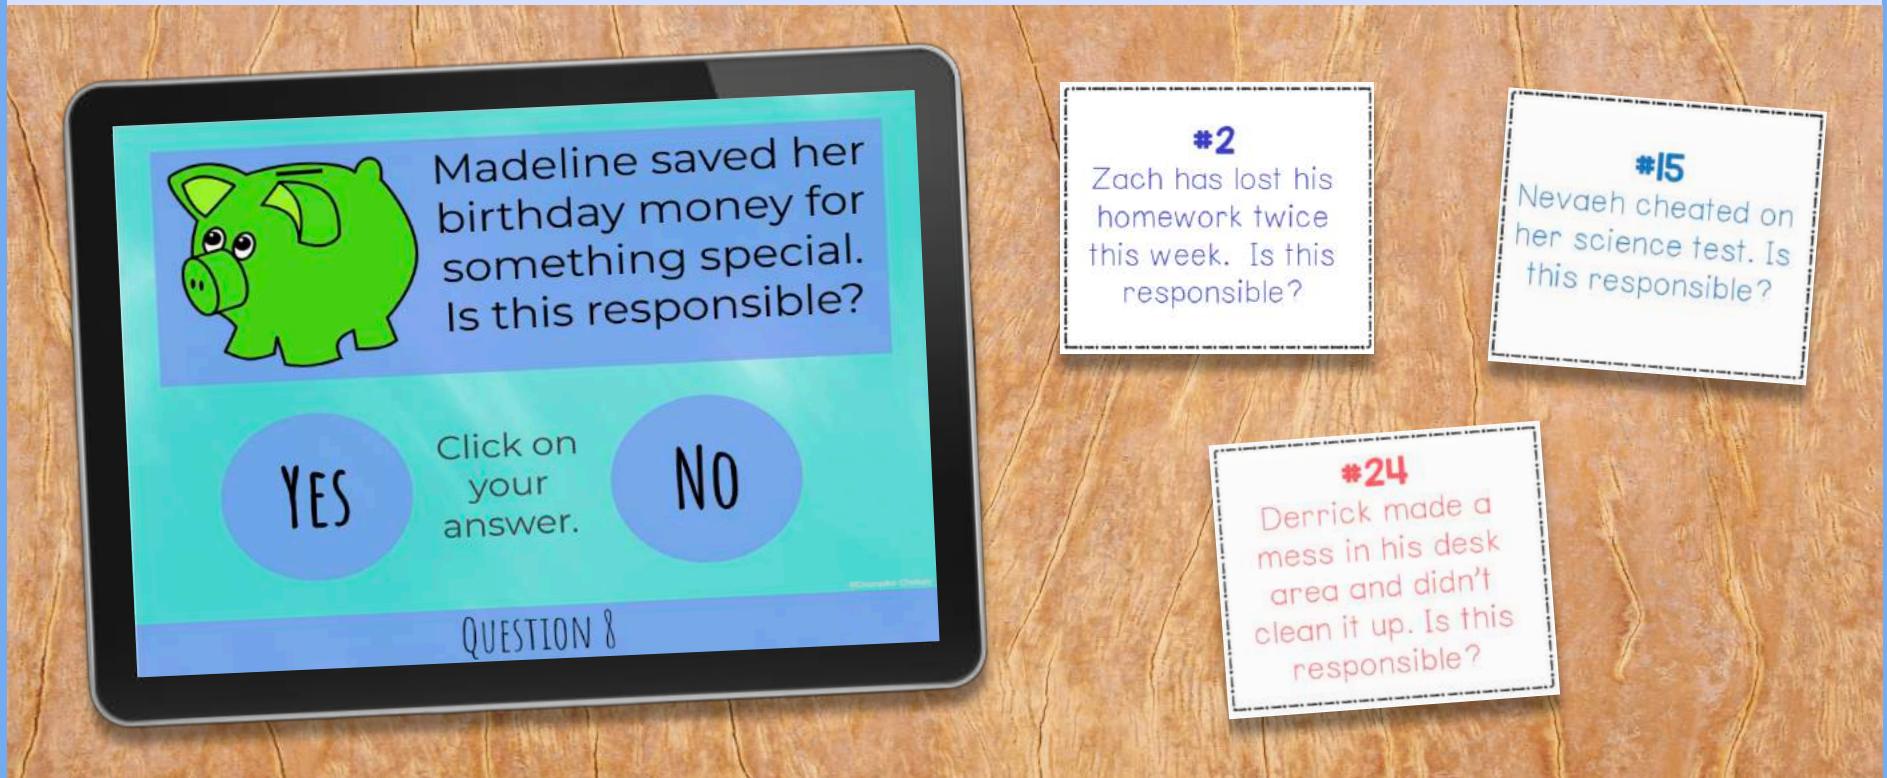 Madeline saved her
birthday money for
something special.
Is this responsible?
YES
Click on
your
answer.
NO
QUESTION 8
#2
Zach has lost his
homework twice
this week. Is this
responsible?
#15
Nevaeh cheated on
her science test. Is
this responsible?
#24
Derrick made a
mess in his desk
area and didn't
clean it up. Is this
responsible?